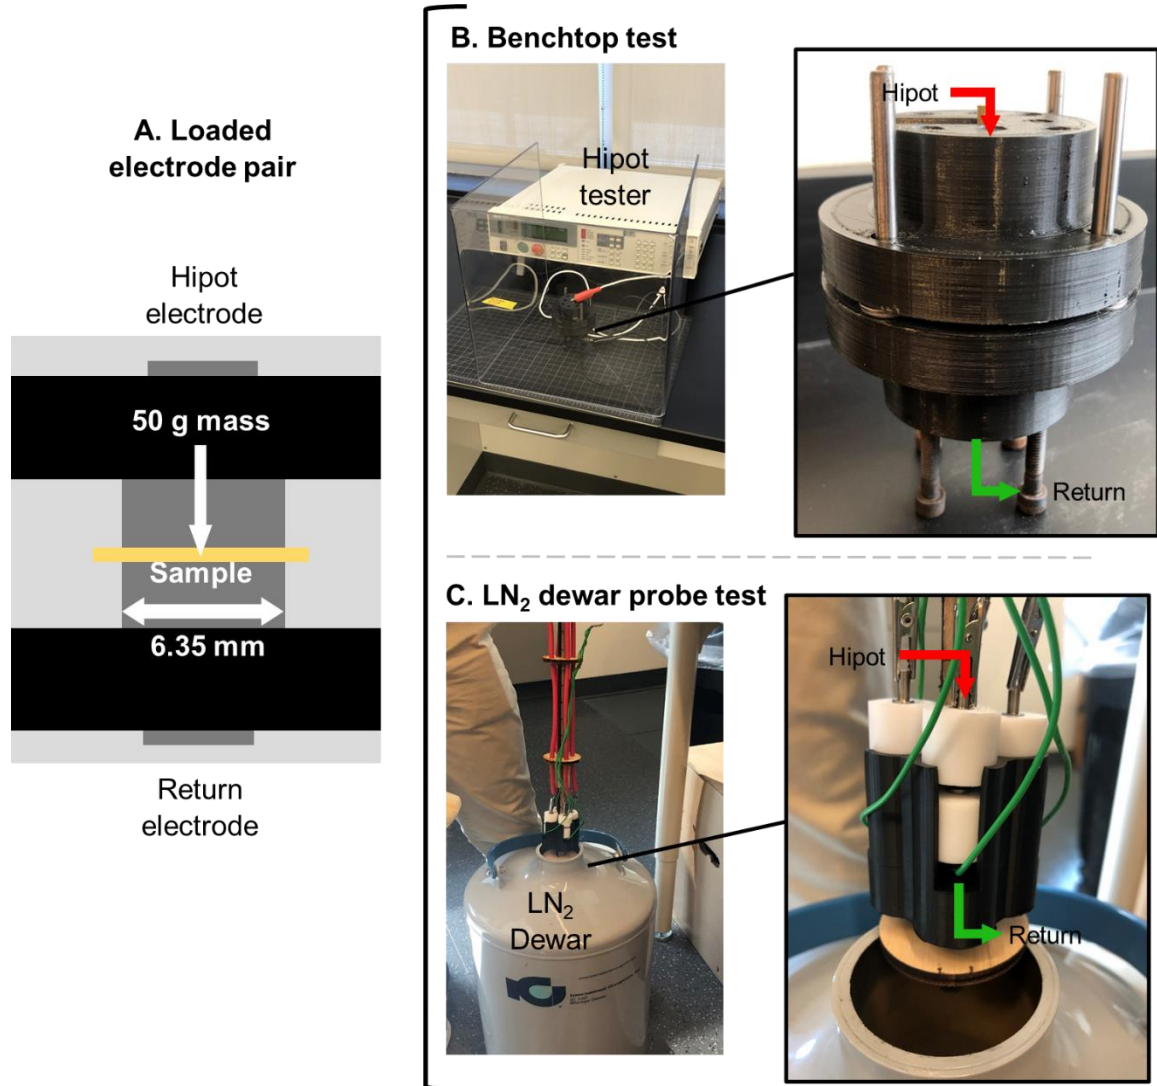 A. Loaded
electrode pair
Hipot
electrode
50 g mass
Sample
6.35 mm
Return
electrode
B. Benchtop test
Hipot
tester
Hipot
Return
C. LN₂ dewar probe test
LN₂
Dewar
Hipot
Return